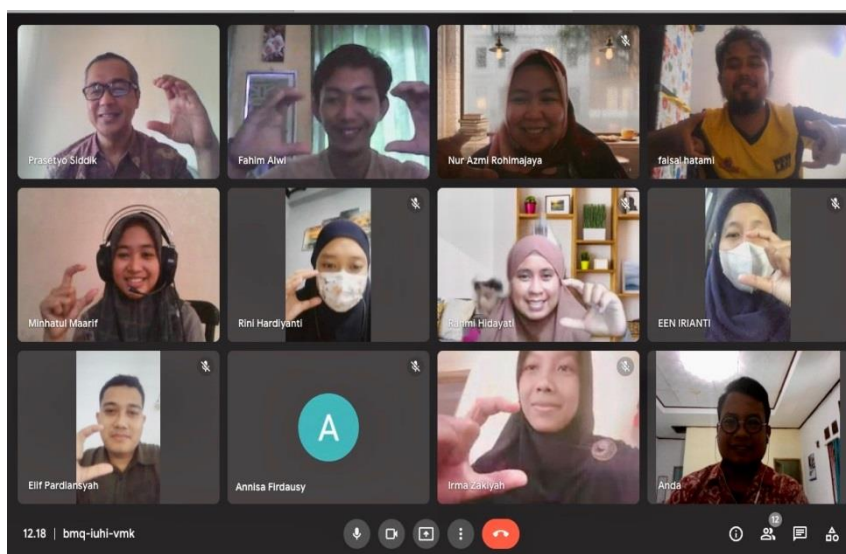 Prasetyo Siddik
Fahim Alwi
Nur Azmi Rohimajaya
faisal hatami
Minhatul Maarif
Rini Hardiyanti
Rahmi Hidayati
EEN IRIANTI
Elif Pardiansyah
A
Annisa Firdausy
Irma Zakiyah
Anda
12.18 | bmq-iuhi-vmk
12